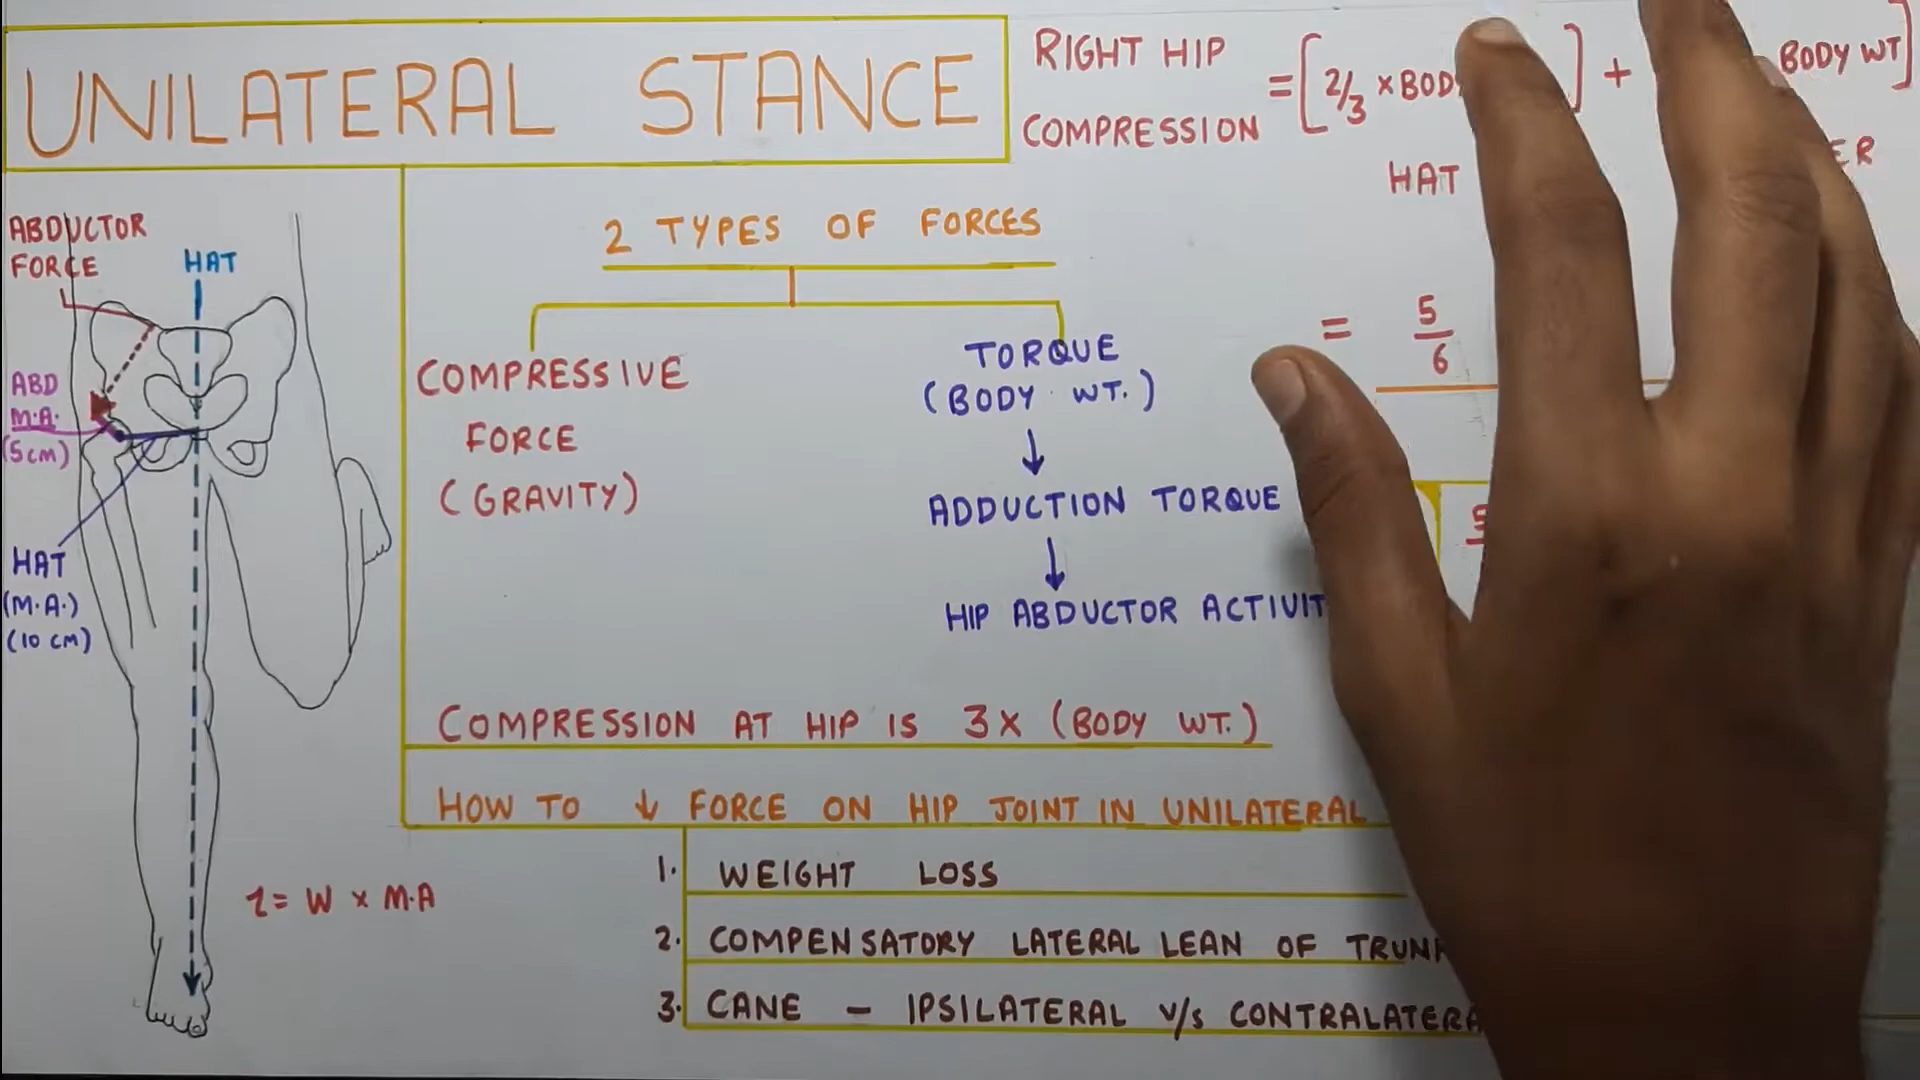 UNILATERAL STANCE
RIGHT HIP
COMPRESSION
= [ 2/3 × BOD ] + BODY WT ]
HAT
ER
= 5/6
2 TYPES OF FORCES
COMPRESSIVE
FORCE
(GRAVITY)
TORQUE
(BODY WT.)
↓
ADDUCTION TORQUE
↓
HIP ABDUCTOR ACTIVIT
5
COMPRESSION AT HIP IS 3X (BODY WT.)
HOW TO ↓ FORCE ON HIP JOINT IN UNILATERAL
1. WEIGHT LOSS
2. COMPENSATORY LATERAL LEAN OF TRUN
3. CANE – IPSILATERAL V/S CONTRALATERA
ABDUCTOR
FORCE
HAT
ABD
M.A.
(5CM)
HAT
(M.A.)
(10 CM)
τ = W × M.A